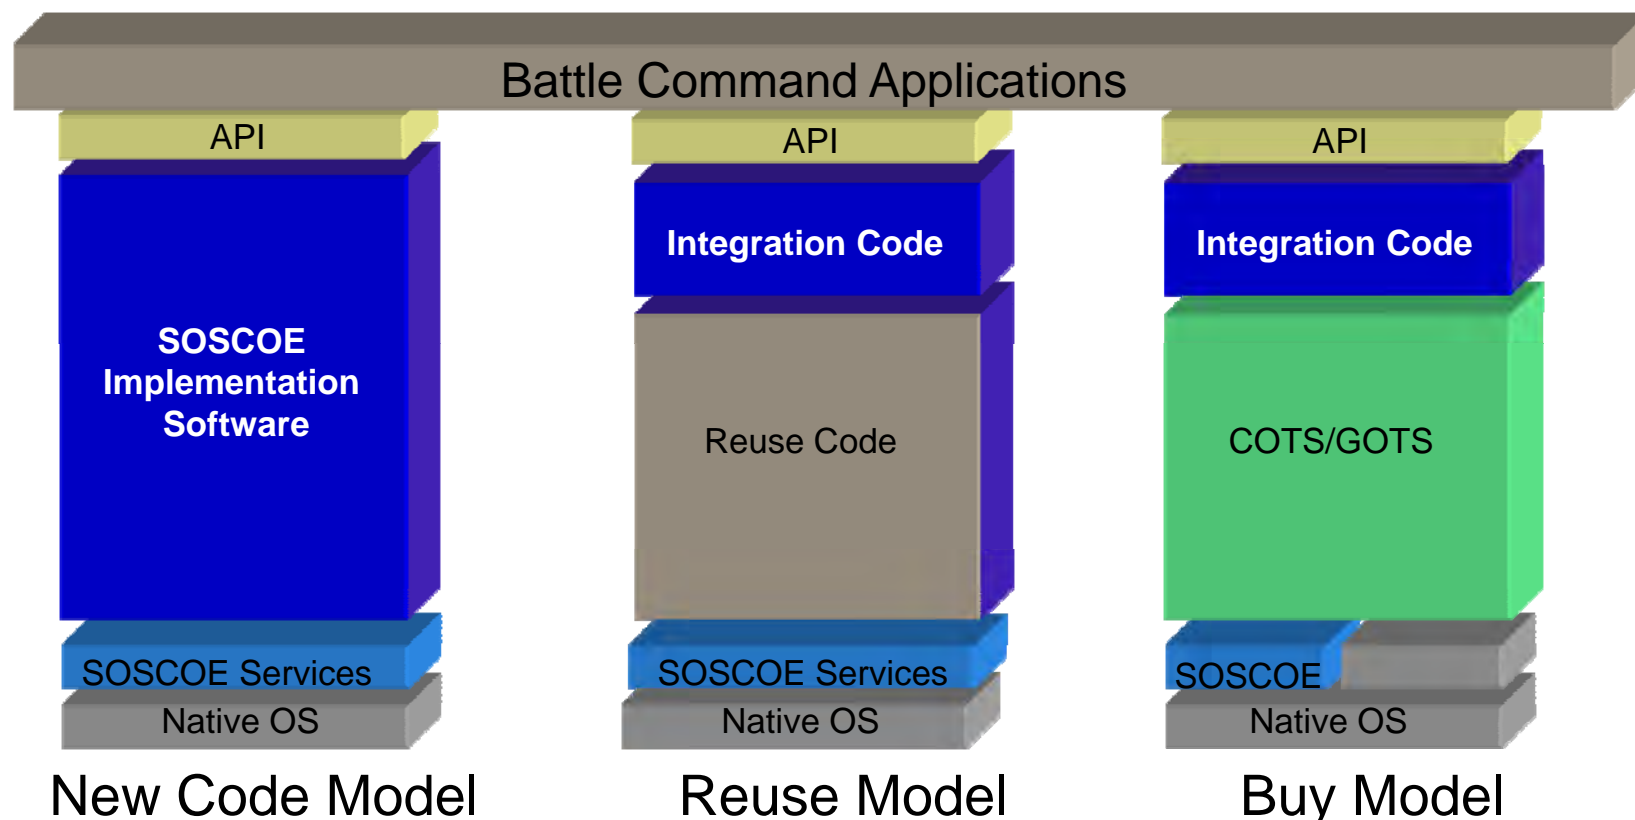 Battle Command Applications
API
API
API
SOSCOE
Implementation
Software
Integration Code
Integration Code
Reuse Code
COTS/GOTS
SOSCOE Services
SOSCOE Services
SOSCOE
Native OS
Native OS
Native OS
New Code Model
Reuse Model
Buy Model